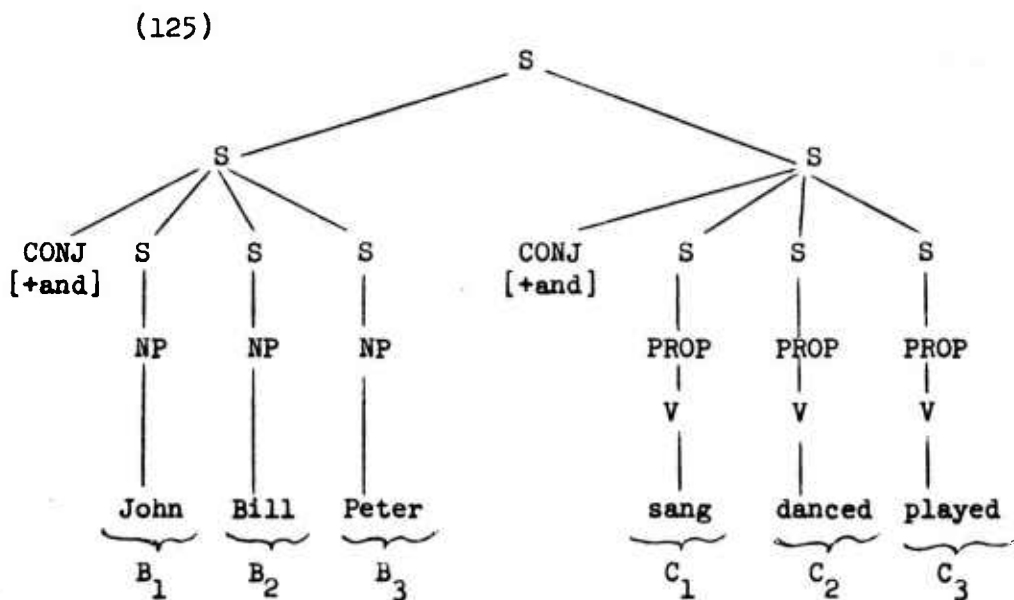 (125)
S
S S
CONJ S S S CONJ S S S
[+and] [+and]
NP NP NP PROP PROP PROP
V V V
John Bill Peter sang danced played
B1 B2 B3 C1 C2 C3